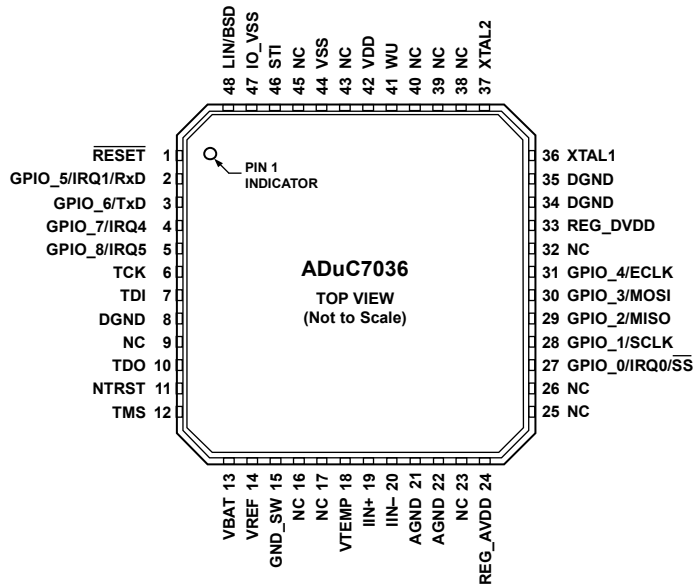 48 LIN/BSD
47 IO_VSS
46 STI
45 NC
44 VSS
43 NC
42 VDD
41 WU
40 NC
39 NC
38 NC
37 XTAL2
RESET 1
GPIO_5/IRQ1/RxD 2
GPIO_6/TxD 3
GPIO_7/IRQ4 4
GPIO_8/IRQ5 5
TCK 6
TDI 7
DGND 8
NC 9
TDO 10
NTRST 11
TMS 12
PIN 1
INDICATOR
ADuC7036
TOP VIEW
(Not to Scale)
36 XTAL1
35 DGND
34 DGND
33 REG_DVDD
32 NC
31 GPIO_4/ECLK
30 GPIO_3/MOSI
29 GPIO_2/MISO
28 GPIO_1/SCLK
27 GPIO_0/IRQ0/SS
26 NC
25 NC
VBAT 13
VREF 14
GND_SW 15
NC 16
NC 17
VTEMP 18
IIN+ 19
IIN– 20
AGND 21
AGND 22
NC 23
REG_AVDD 24